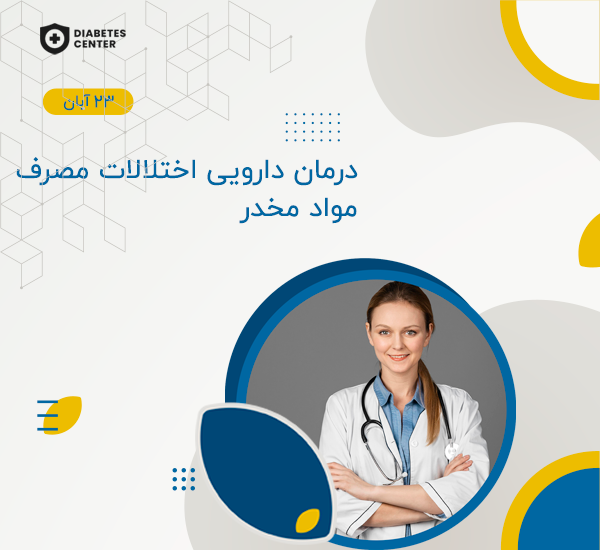 DIABETES
CENTER
۲۳ آبان
درمان دارویی اختلالات مصرف
مواد مخدر